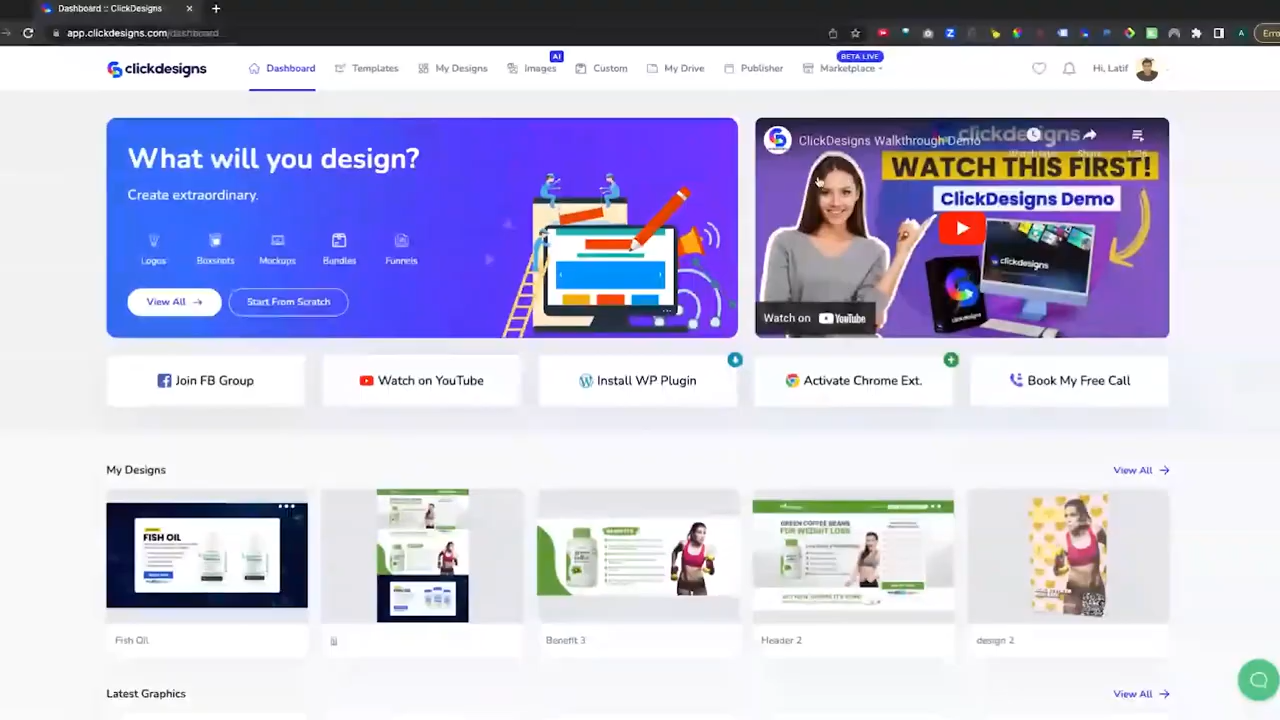 Dashboard :: ClickDesigns
app.clickdesigns.com/dashboard
clickdesigns
Dashboard
Templates
My Designs
AI
Images
Custom
My Drive
Publisher
BETA LIVE
Marketplace
Hi, Latif
What will you design?
Create extraordinary.
Logos
Boxshots
Mockups
Bundles
Funnels
View All
Start From Scratch
ClickDesigns Walkthrough Demo
clickdesigns
WATCH THIS FIRST!
ClickDesigns Demo
clickdesigns
Watch on YouTube
Join FB Group
Watch on YouTube
Install WP Plugin
Activate Chrome Ext.
Book My Free Call
My Designs
View All
FISH OIL
BENEFITS
GREEN COFFEE BEANS
FOR WEIGHT LOSS
Fish Oil
Benefit 3
Header 2
design 2
Latest Graphics
View All